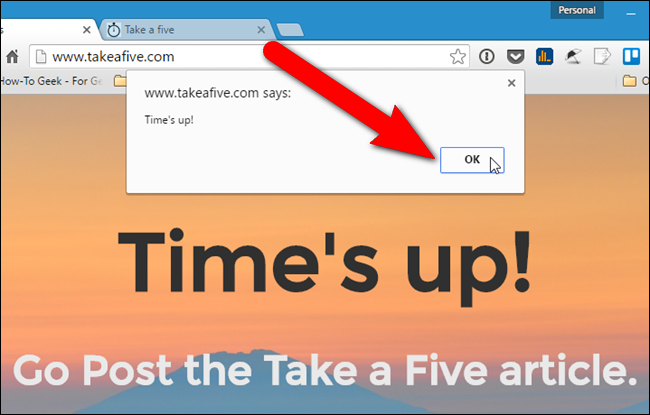 Personal
s
Take a five
www.takeafive.com
How-To Geek - For Ge
O
www.takeafive.com says:
Time's up!
OK
Time's up!
Go Post the Take a Five article.